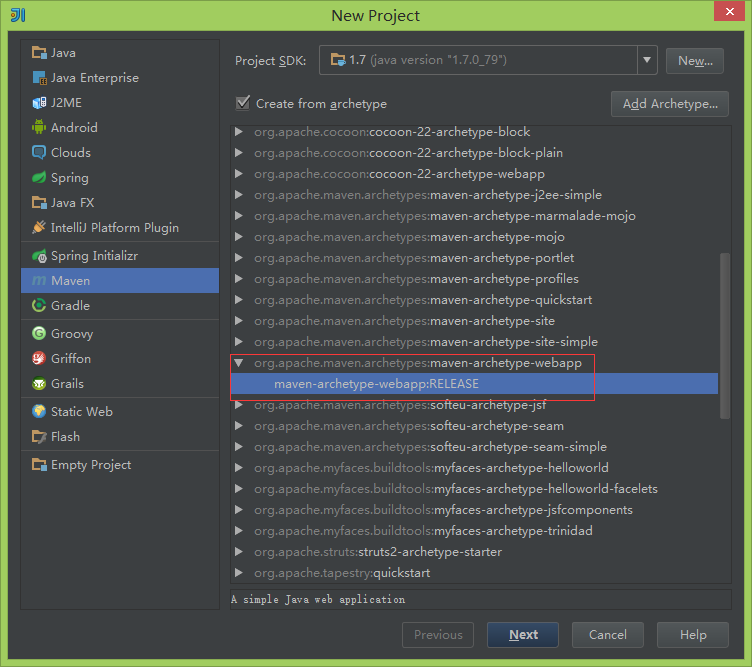 New Project
Java
Java Enterprise
J2ME
Android
Clouds
Spring
Java FX
IntelliJ Platform Plugin
Spring Initializr
Maven
Gradle
Groovy
Griffon
Grails
Static Web
Flash
Empty Project
Project SDK: 1.7 (java version "1.7.0_79") New...
Create from archetype Add Archetype...
org.apache.cocoon:cocoon-22-archetype-block
org.apache.cocoon:cocoon-22-archetype-block-plain
org.apache.cocoon:cocoon-22-archetype-webapp
org.apache.maven.archetypes:maven-archetype-j2ee-simple
org.apache.maven.archetypes:maven-archetype-marmalade-mojo
org.apache.maven.archetypes:maven-archetype-mojo
org.apache.maven.archetypes:maven-archetype-portlet
org.apache.maven.archetypes:maven-archetype-profiles
org.apache.maven.archetypes:maven-archetype-quickstart
org.apache.maven.archetypes:maven-archetype-site
org.apache.maven.archetypes:maven-archetype-site-simple
org.apache.maven.archetypes:maven-archetype-webapp
maven-archetype-webapp:RELEASE
org.apache.maven.archetypes:softeu-archetype-jsf
org.apache.maven.archetypes:softeu-archetype-seam
org.apache.maven.archetypes:softeu-archetype-seam-simple
org.apache.myfaces.buildtools:myfaces-archetype-helloworld
org.apache.myfaces.buildtools:myfaces-archetype-helloworld-facelets
org.apache.myfaces.buildtools:myfaces-archetype-jsfcomponents
org.apache.myfaces.buildtools:myfaces-archetype-trinidad
org.apache.struts:struts2-archetype-starter
org.apache.tapestry:quickstart
A simple Java web application
Previous Next Cancel Help